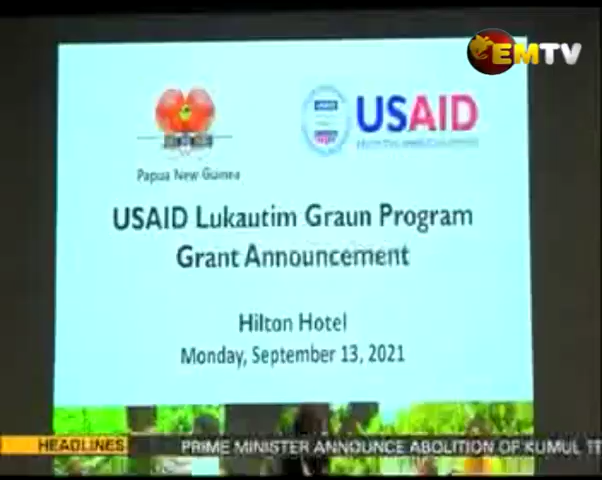 EMTV
USAID
Papua New Guinea
USAID Lukautim Graun Program
Grant Announcement
Hilton Hotel
Monday, September 13, 2021
HEADLINES
PRIME MINISTER ANNOUNCE ABOLITION OF KUMUL